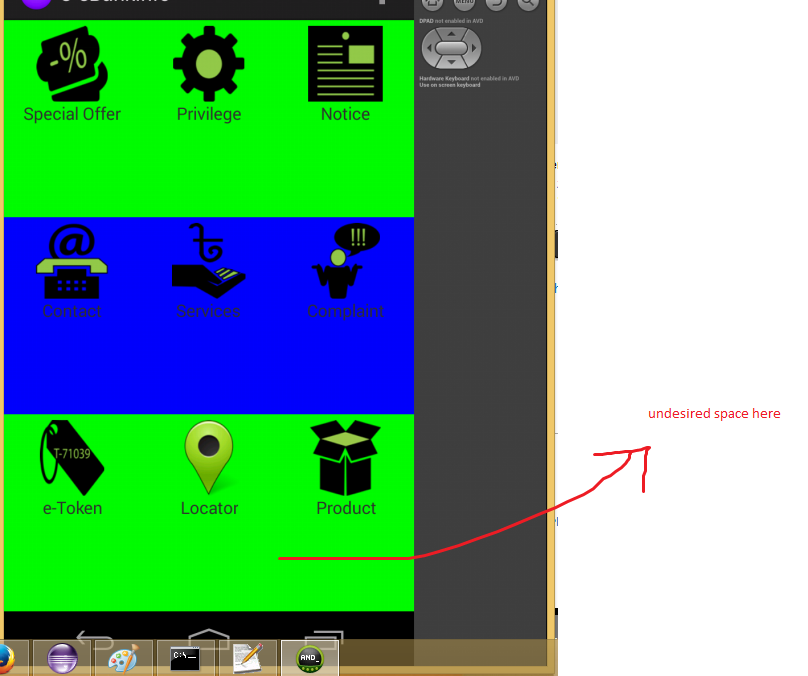 MENU
DPAD not enabled in AVD
-%
Special Offer Privilege Notice
Hardware Keyboard not enabled in AVD
Use on screen keyboard
@ ৳ !!!
Contact Services Complaint
undesired space here
T-71039
e-Token Locator Product
C:\_
AND_